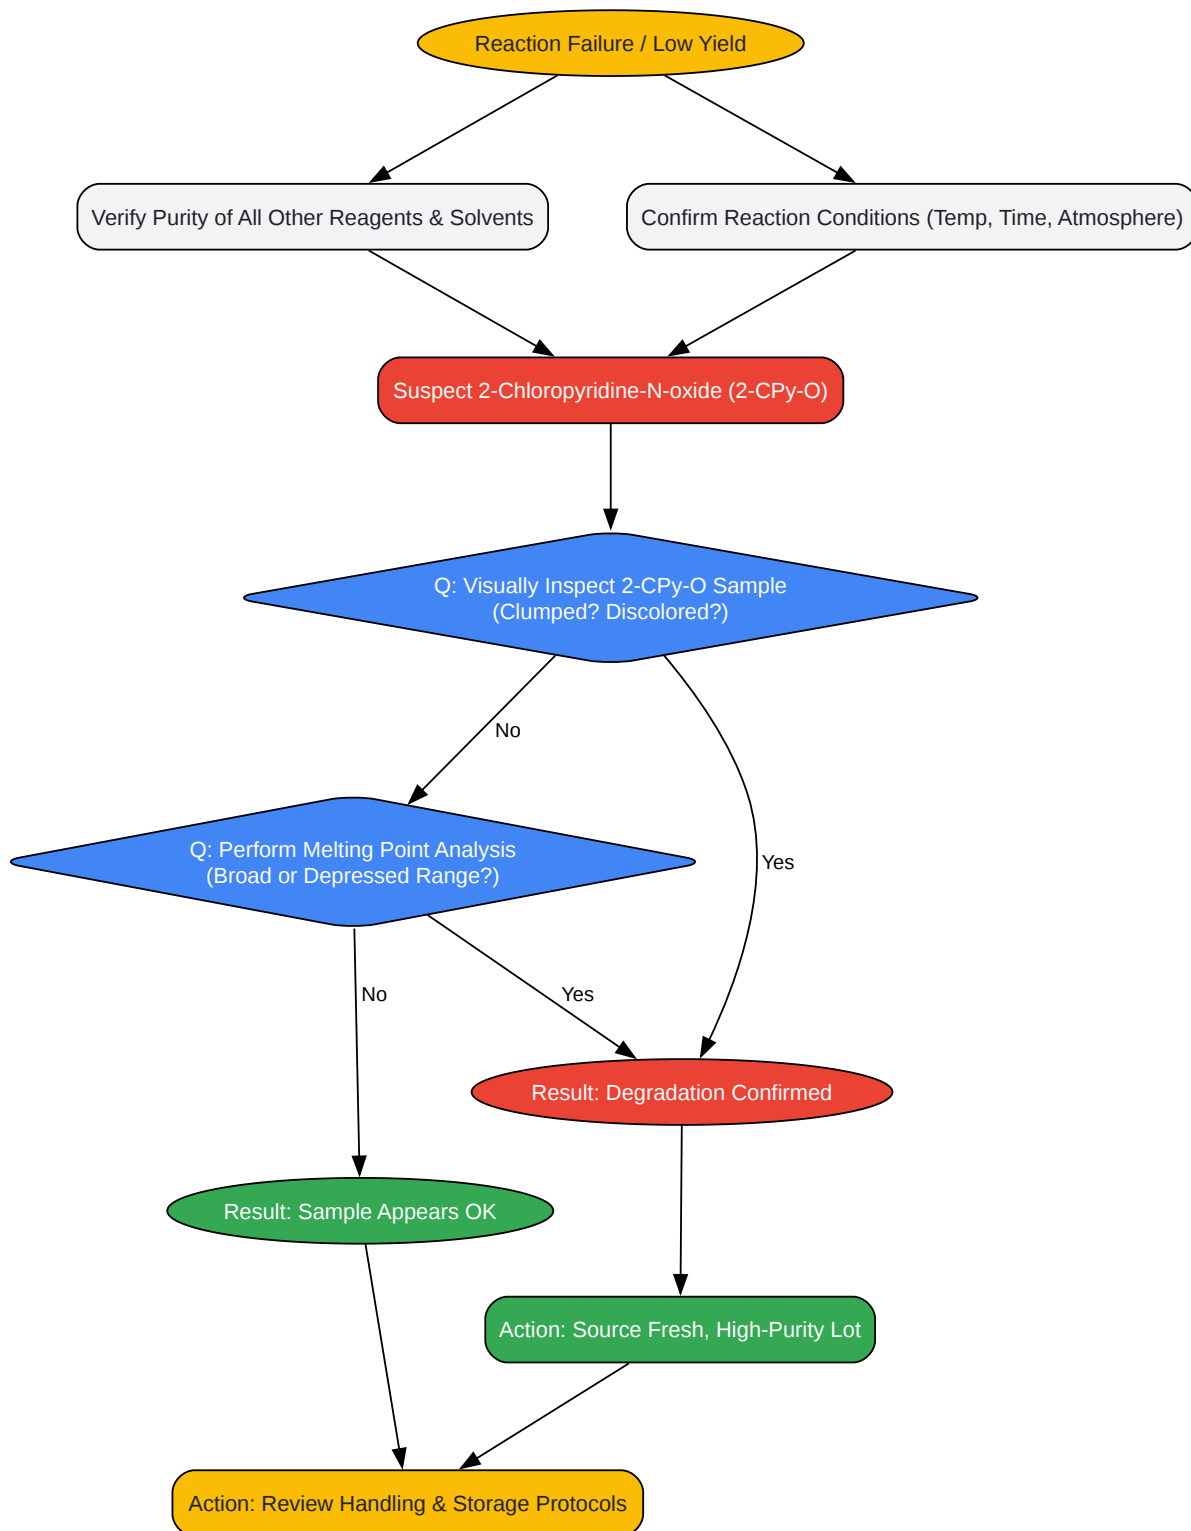 Reaction Failure / Low Yield
Verify Purity of All Other Reagents & Solvents
Confirm Reaction Conditions (Temp, Time, Atmosphere)
Suspect 2-Chloropyridine-N-oxide (2-CPy-O)
Q: Visually Inspect 2-CPy-O Sample
(Clumped? Discolored?)
No
Yes
Q: Perform Melting Point Analysis
(Broad or Depressed Range?)
No
Yes
Result: Degradation Confirmed
Result: Sample Appears OK
Action: Source Fresh, High-Purity Lot
Action: Review Handling & Storage Protocols